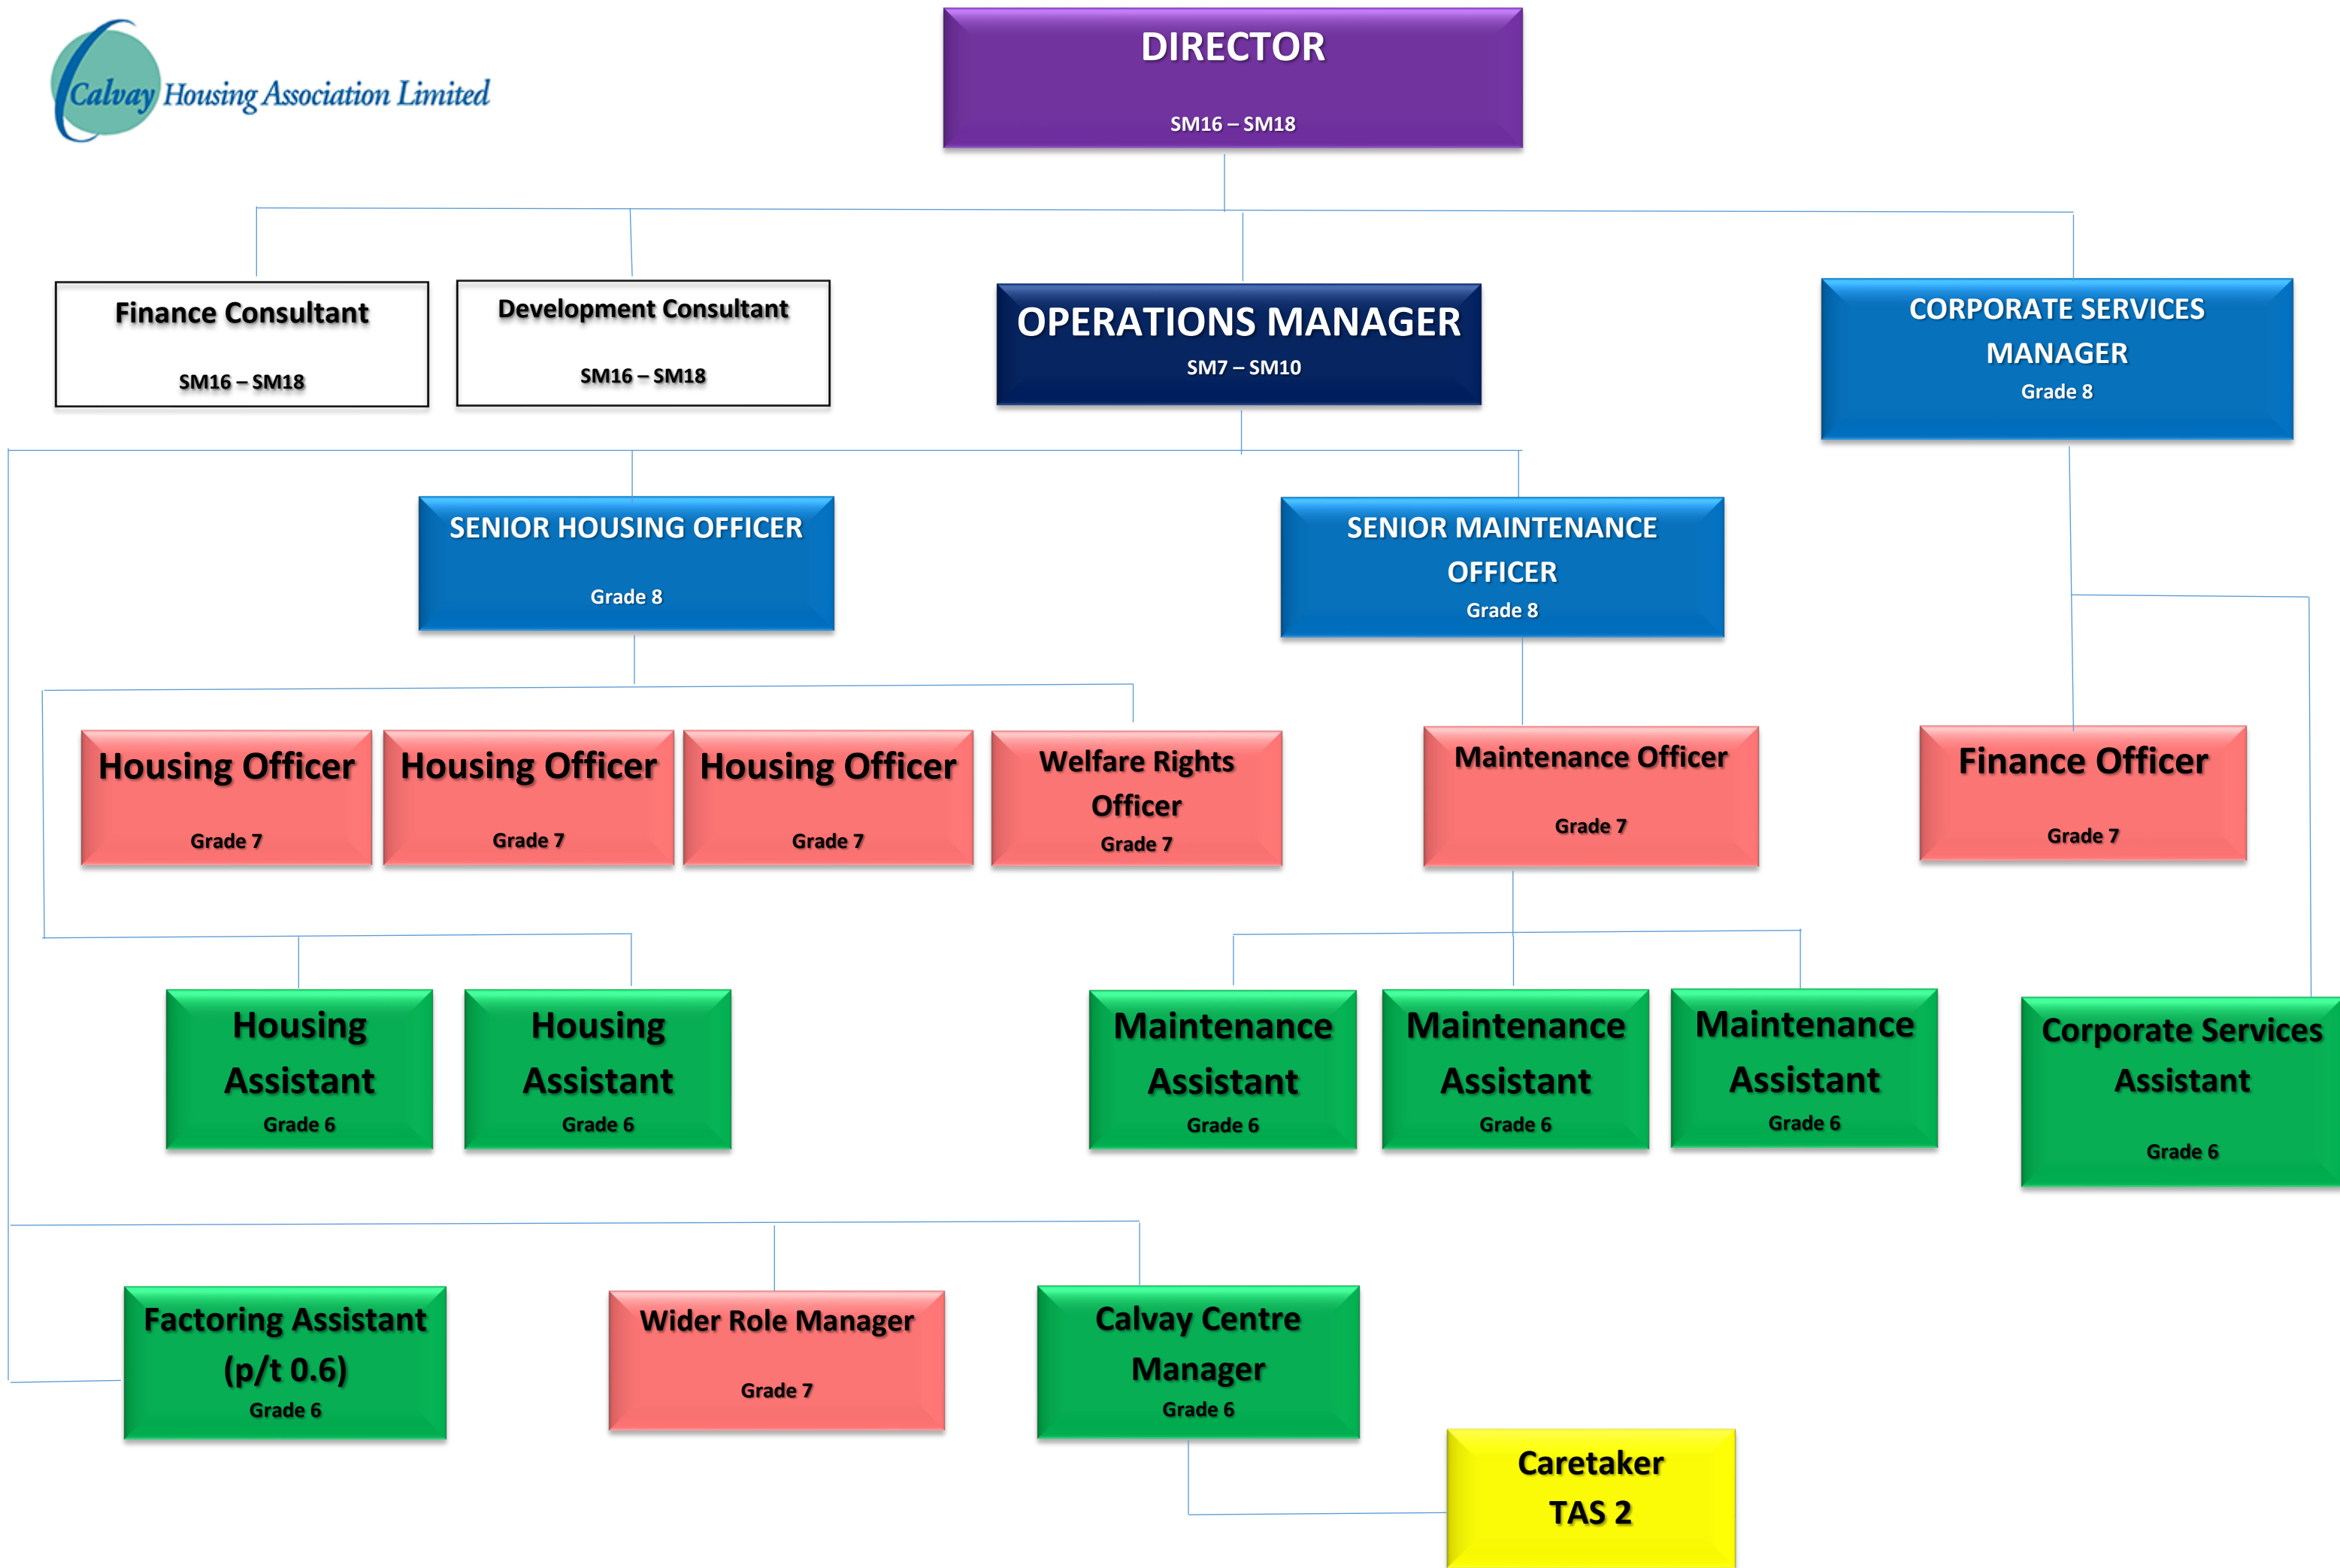 Calvay Housing Association Limited
DIRECTOR
SM16 – SM18
Finance Consultant
SM16 – SM18
Development Consultant
SM16 – SM18
OPERATIONS MANAGER
SM7 – SM10
CORPORATE SERVICES
MANAGER
Grade 8
SENIOR HOUSING OFFICER
Grade 8
SENIOR MAINTENANCE
OFFICER
Grade 8
Housing Officer
Grade 7
Housing Officer
Grade 7
Housing Officer
Grade 7
Welfare Rights
Officer
Grade 7
Maintenance Officer
Grade 7
Finance Officer
Grade 7
Housing
Assistant
Grade 6
Housing
Assistant
Grade 6
Maintenance
Assistant
Grade 6
Maintenance
Assistant
Grade 6
Maintenance
Assistant
Grade 6
Corporate Services
Assistant
Grade 6
Factoring Assistant
(p/t 0.6)
Grade 6
Wider Role Manager
Grade 7
Calvay Centre
Manager
Grade 6
Caretaker
TAS 2